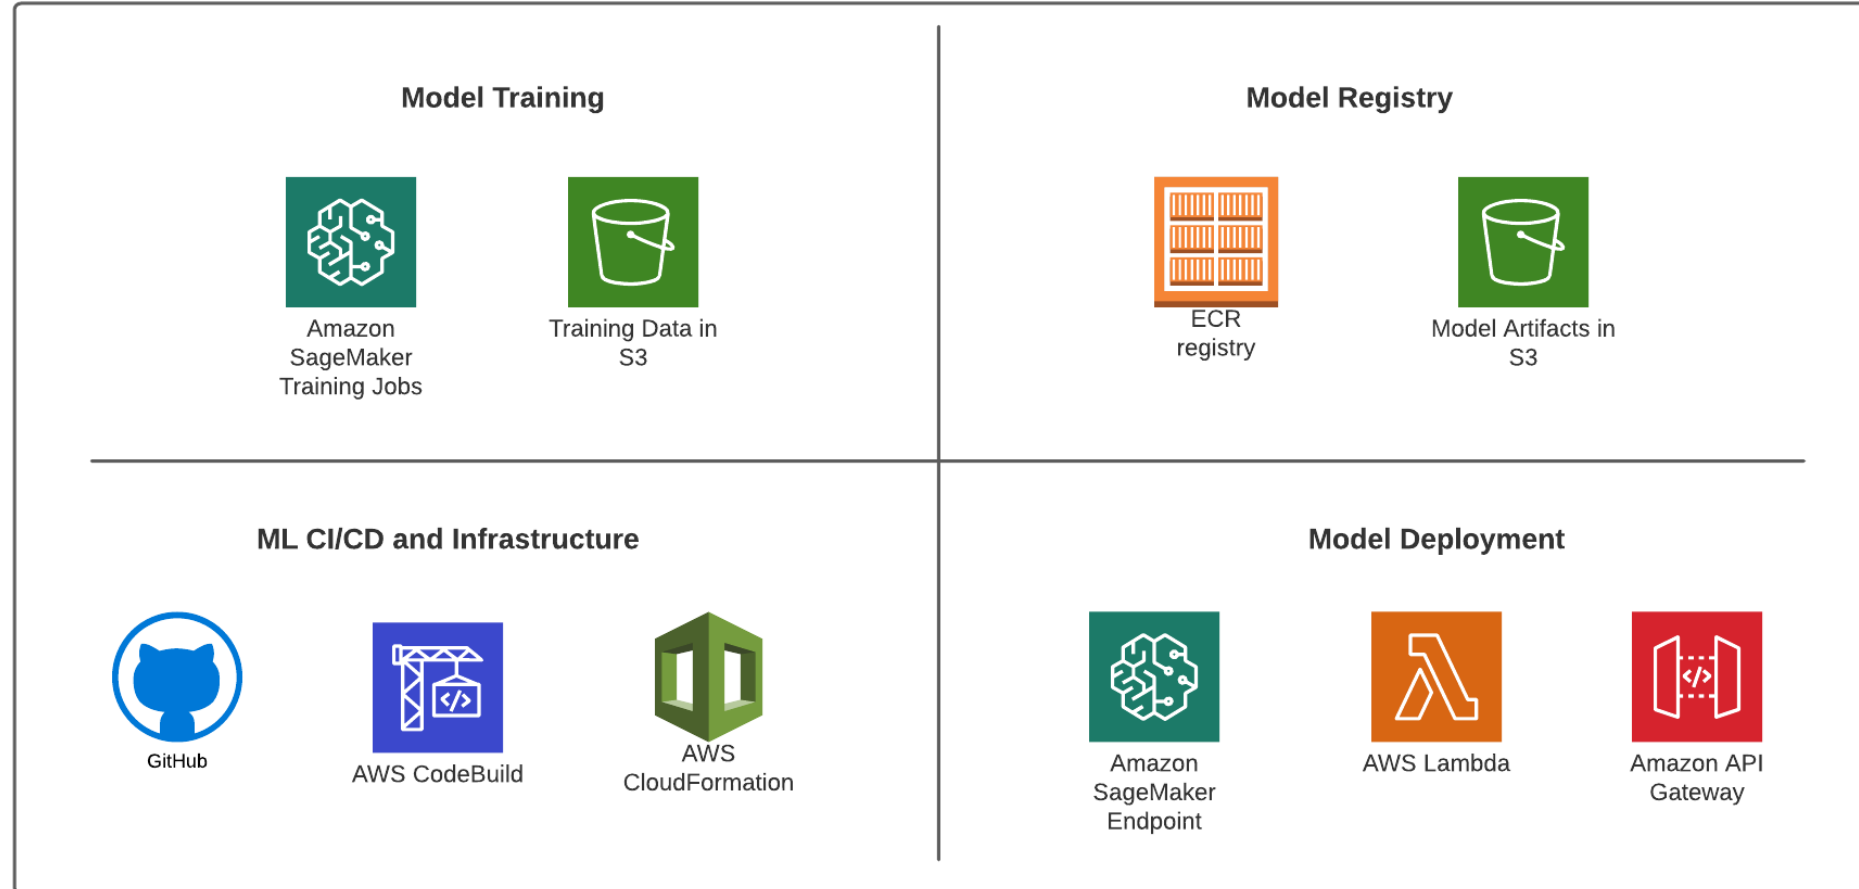 Model Training
Model Registry
Amazon
SageMaker
Training Jobs
Training Data in
S3
ECR
registry
Model Artifacts in
S3
ML CI/CD and Infrastructure
Model Deployment
GitHub
</>
AWS CodeBuild
AWS
CloudFormation
Amazon
SageMaker
Endpoint
AWS Lambda
</>
Amazon API
Gateway